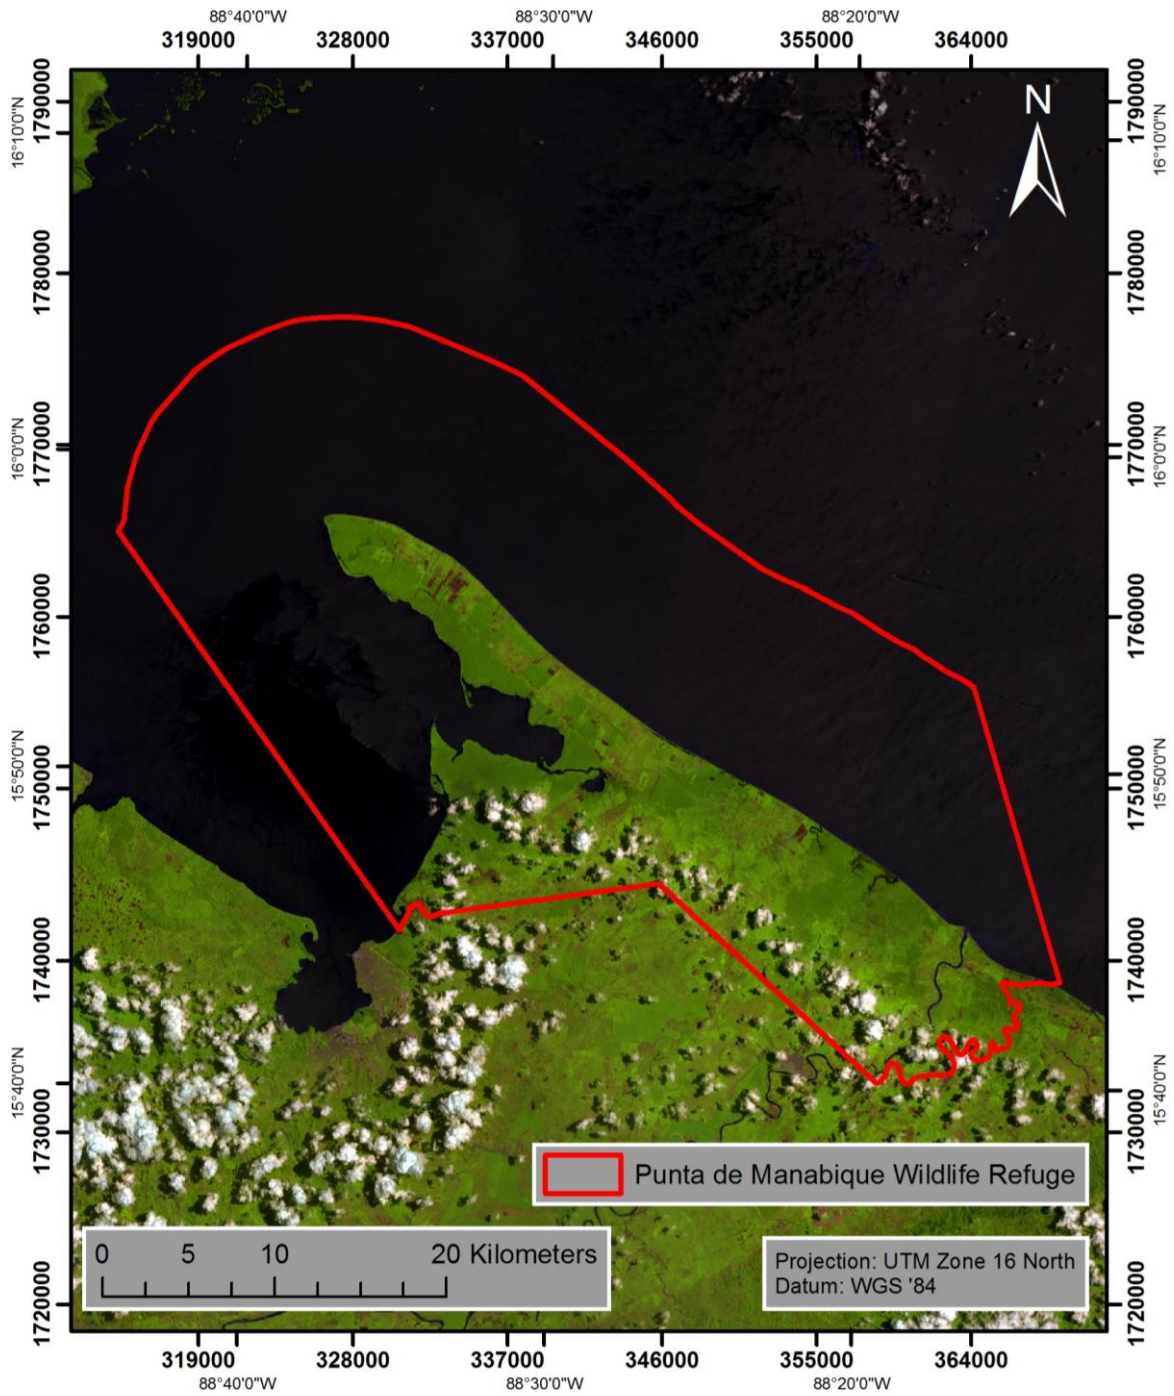 88°40'0"W 88°30'0"W 88°20'0"W
319000 328000 337000 346000 355000 364000
N
1790000 1790000
16°10'0"N 16°10'0"N
1780000 1780000
1770000 1770000
16°0'0"N 16°0'0"N
1760000 1760000
15°50'0"N 15°50'0"N
1750000 1750000
1740000 1740000
15°40'0"N 15°40'0"N
1730000 1730000
Punta de Manabique Wildlife Refuge
0 5 10 20 Kilometers
Projection: UTM Zone 16 North
Datum: WGS '84
1720000 1720000
319000 328000 337000 346000 355000 364000
88°40'0"W 88°30'0"W 88°20'0"W